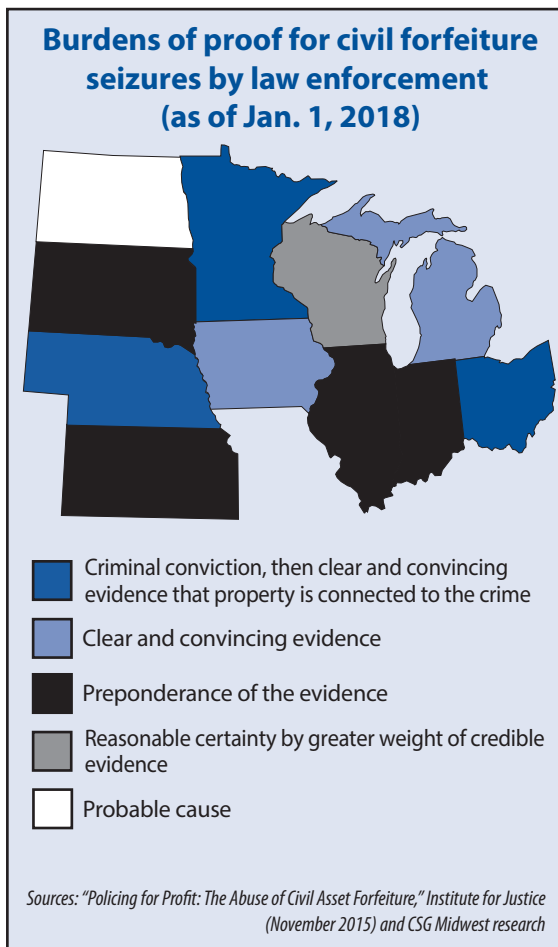 Burdens of proof for civil forfeiture
seizures by law enforcement
(as of Jan. 1, 2018)
Criminal conviction, then clear and convincing
evidence that property is connected to the crime
Clear and convincing evidence
Preponderance of the evidence
Reasonable certainty by greater weight of credible
evidence
Probable cause
Sources: “Policing for Profit: The Abuse of Civil Asset Forfeiture,” Institute for Justice
(November 2015) and CSG Midwest research